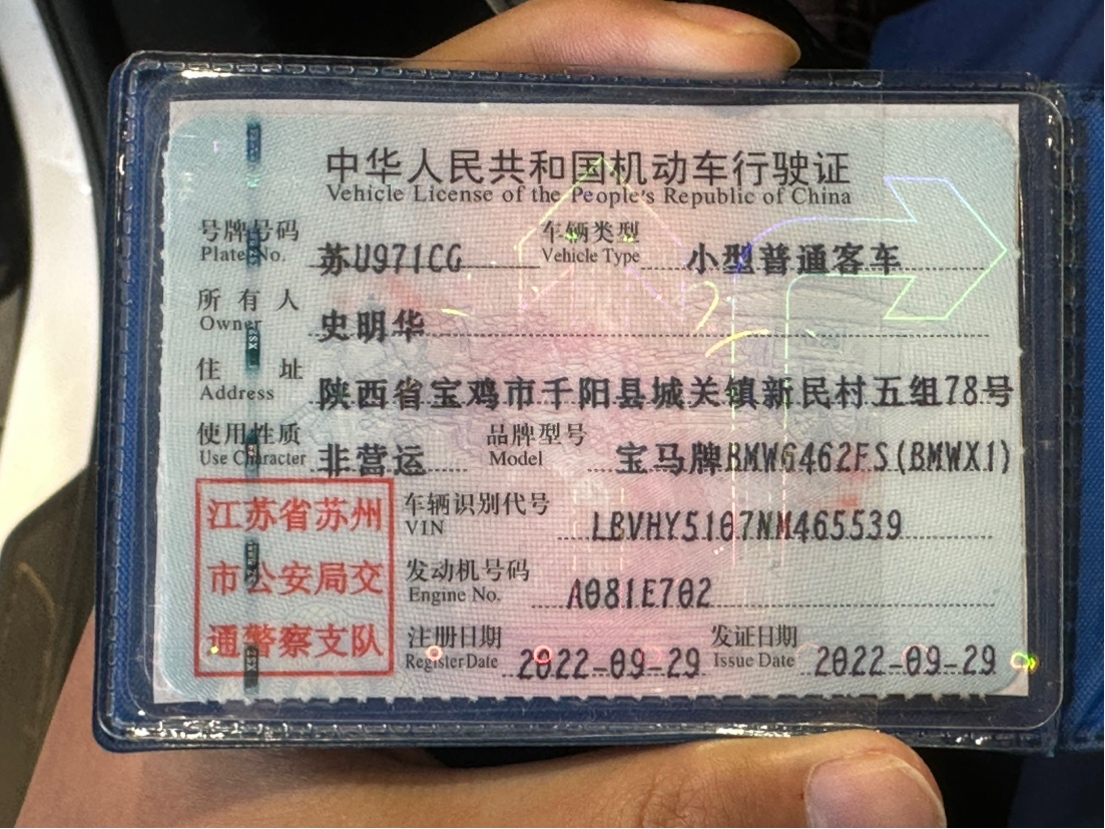 中华人民共和国机动车行驶证
Vehicle License of the People's Republic of China
号牌号码 苏U971CG 车辆类型 小型普通客车
Plate No. Vehicle Type
所有人 史明华
Owner
住址 陕西省宝鸡市千阳县城关镇新民村五组78号
Address
使用性质 非营运 品牌型号 宝马牌BMW6462FS(BMWX1)
Use Character Model
江苏省苏州
市公安局交
通警察支队
车辆识别代号 LBVHY5107NM465539
VIN
发动机号码 A081E702
Engine No.
注册日期 2022-09-29 发证日期 2022-09-29
Register Date Issue Date